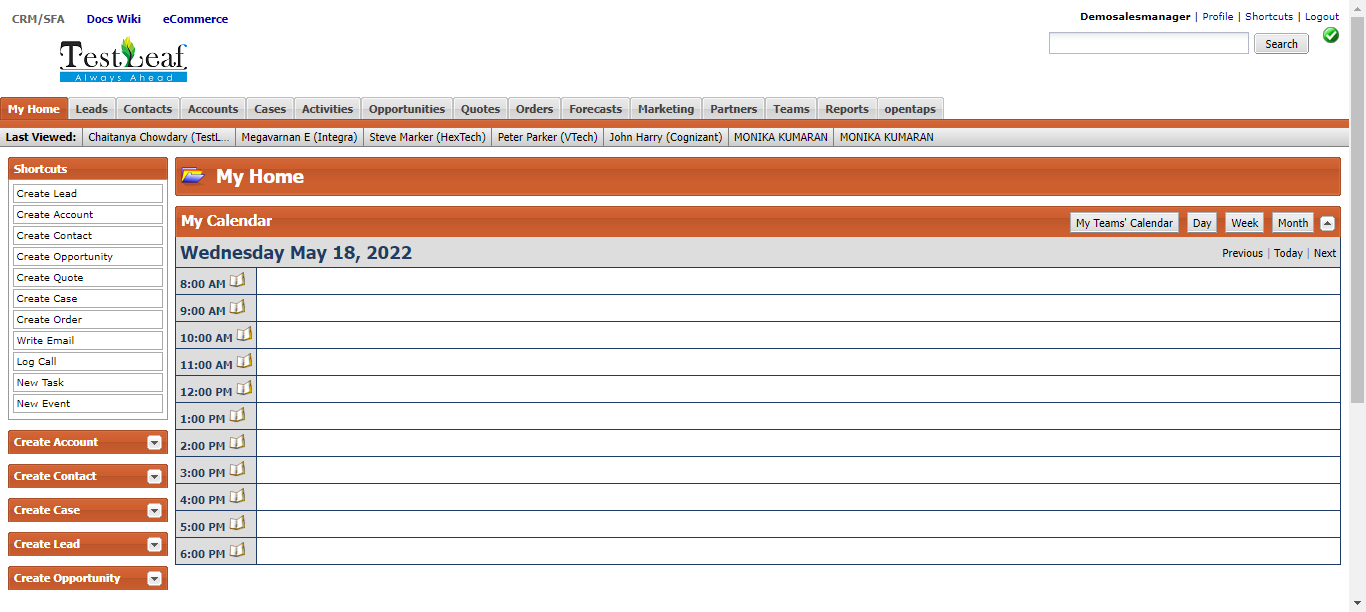 CRM/SFA Docs Wiki eCommerce
Demosalesmanager | Profile | Shortcuts | Logout
Search
TestLeaf
Always Ahead
My Home Leads Contacts Accounts Cases Activities Opportunities Quotes Orders Forecasts Marketing Partners Teams Reports opentaps
Last Viewed: Chaitanya Chowdary (TestL... Megavarnan E (Integra) Steve Marker (HexTech) Peter Parker (VTech) John Harry (Cognizant) MONIKA KUMARAN MONIKA KUMARAN
Shortcuts
Create Lead
Create Account
Create Contact
Create Opportunity
Create Quote
Create Case
Create Order
Write Email
Log Call
New Task
New Event
Create Account
Create Contact
Create Case
Create Lead
Create Opportunity
My Home
My Calendar
My Teams' Calendar Day Week Month
Wednesday May 18, 2022
Previous | Today | Next
8:00 AM
9:00 AM
10:00 AM
11:00 AM
12:00 PM
1:00 PM
2:00 PM
3:00 PM
4:00 PM
5:00 PM
6:00 PM